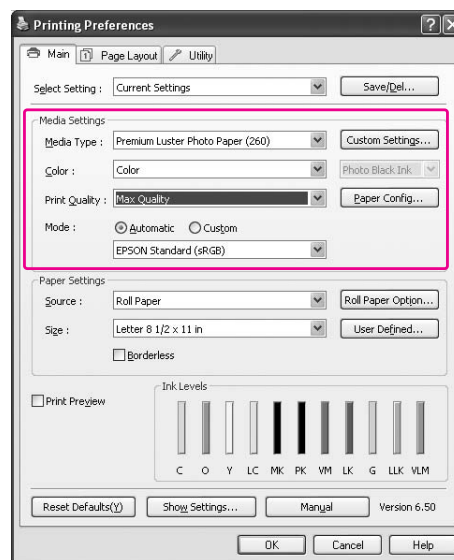 Printing Preferences
Main Page Layout Utility
Select Setting : Current Settings Save/Del...
Media Settings
Media Type : Premium Luster Photo Paper (260) Custom Settings...
Color : Color Photo Black Ink
Print Quality : Max Quality Paper Config...
Mode : Automatic Custom
EPSON Standard (sRGB)
Paper Settings
Source : Roll Paper Roll Paper Option...
Size : Letter 8 1/2 x 11 in User Defined...
Borderless
Print Preview
Ink Levels
C O Y LC MK PK VM LK G LLK VLM
Reset Defaults(Y) Show Settings... Manual Version 6.50
OK Cancel Help